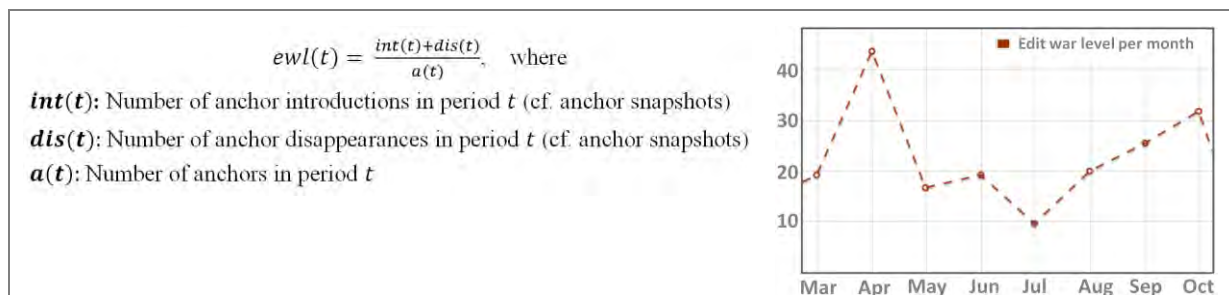 ewl(t) = int(t)+dis(t) / a(t), where
int(t): Number of anchor introductions in period t (cf. anchor snapshots)
dis(t): Number of anchor disappearances in period t (cf. anchor snapshots)
a(t): Number of anchors in period t
Edit war level per month
40
30
20
10
Mar Apr May Jun Jul Aug Sep Oct